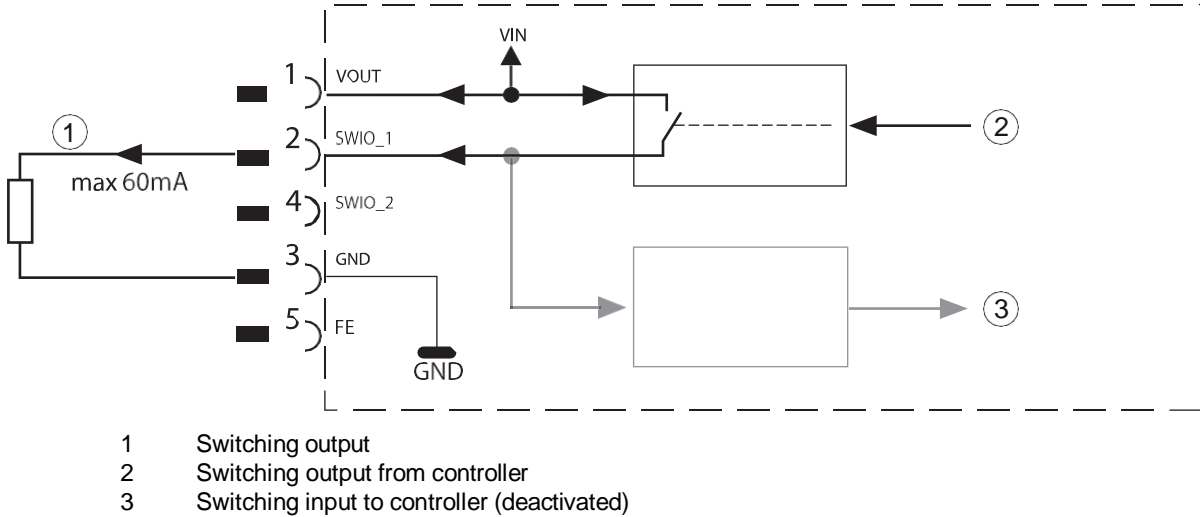 VIN
1 VOUT
1
2 SWIO_1
2
max 60mA
4 SWIO_2
3 GND
3
5 FE
GND
1 Switching output
2 Switching output from controller
3 Switching input to controller (deactivated)